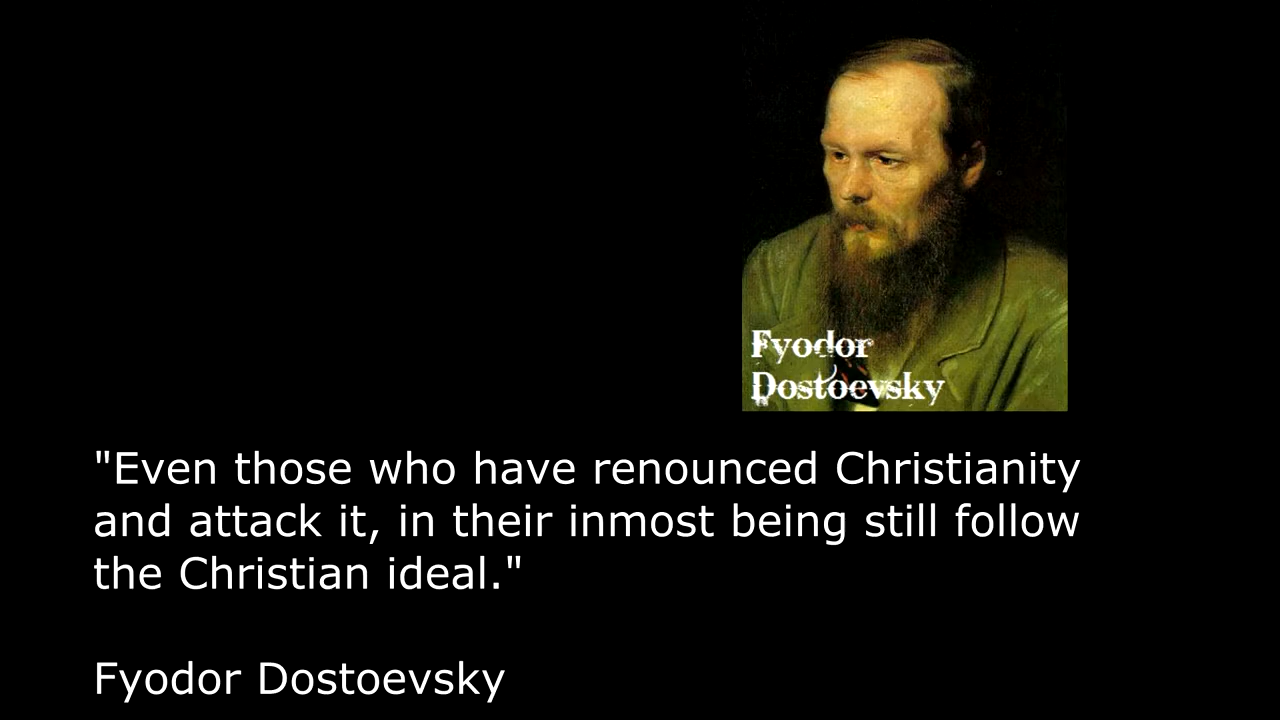 Fyodor
Dostoevsky
"Even those who have renounced Christianity
and attack it, in their inmost being still follow
the Christian ideal."
Fyodor Dostoevsky